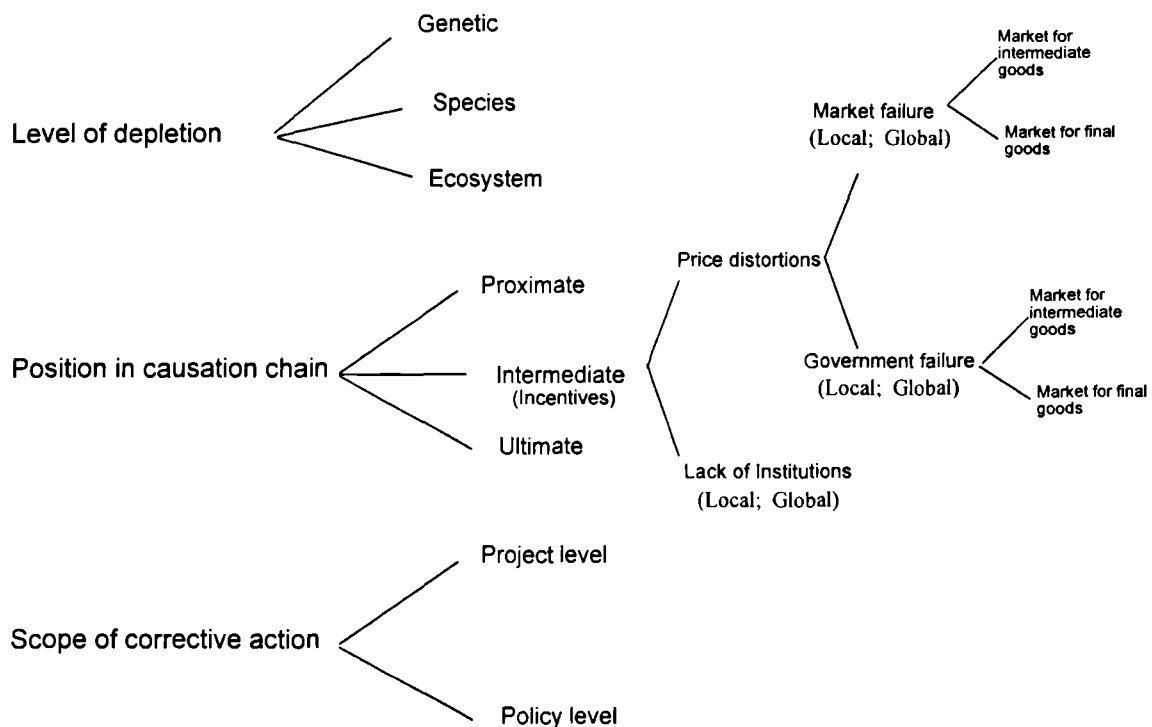 Level of depletion
Genetic
Species
Ecosystem
Position in causation chain
Proximate
Intermediate
(Incentives)
Ultimate
Price distortions
Market failure
(Local; Global)
Market for
intermediate
goods
Market for final
goods
Government failure
(Local; Global)
Market for
intermediate
goods
Market for final
goods
Lack of Institutions
(Local; Global)
Scope of corrective action
Project level
Policy level